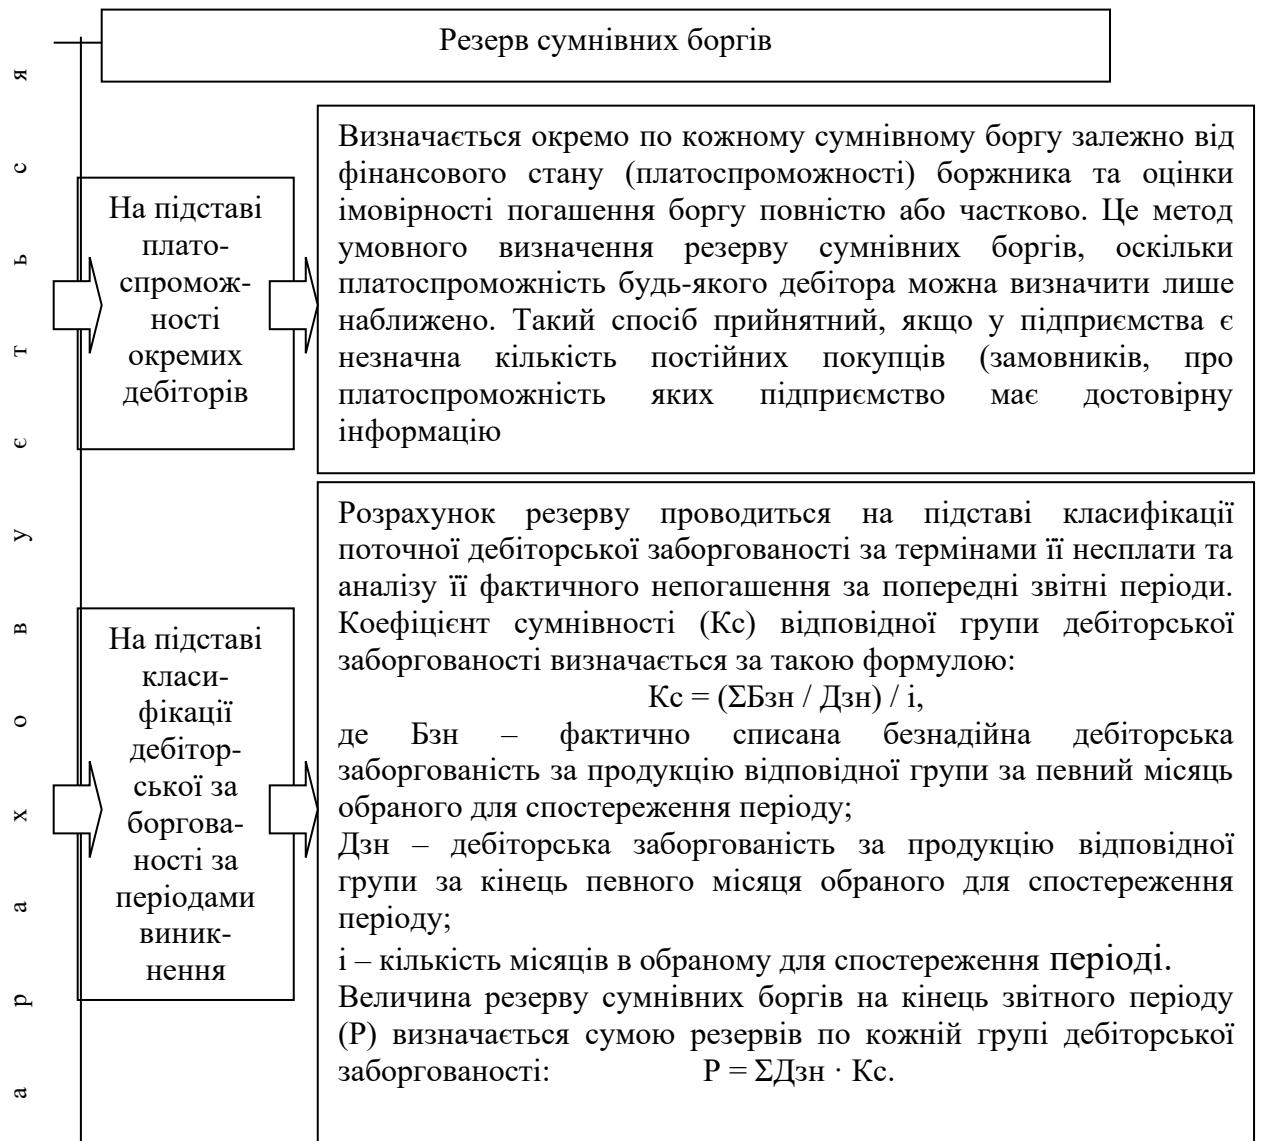 Резерв сумнівних боргів
а р а х о в у є т ь с я
На підставі
плато-
спромож-
ності
окремих
дебіторів
Визначається окремо по кожному сумнівному боргу залежно від
фінансового стану (платоспроможності) боржника та оцінки
імовірності погашення боргу повністю або частково. Це метод
умовного визначення резерву сумнівних боргів, оскільки
платоспроможність будь-якого дебітора можна визначити лише
наближено. Такий спосіб прийнятний, якщо у підприємства є
незначна кількість постійних покупців (замовників, про
платоспроможність яких підприємство має достовірну
інформацію
На підставі
класи-
фікації
дебітор-
ської за
боргова-
ності за
періодами
виник-
нення
Розрахунок резерву проводиться на підставі класифікації
поточної дебіторської заборгованості за термінами її несплати та
аналізу її фактичного непогашення за попередні звітні періоди.
Коефіцієнт сумнівності (Кс) відповідної групи дебіторської
заборгованості визначається за такою формулою:
Кс = (ΣБзн / Дзн) / і,
де Бзн – фактично списана безнадійна дебіторська
заборгованість за продукцію відповідної групи за певний місяць
обраного для спостереження періоду;
Дзн – дебіторська заборгованість за продукцію відповідної
групи за кінець певного місяця обраного для спостереження
періоду;
і – кількість місяців в обраному для спостереження періоді.
Величина резерву сумнівних боргів на кінець звітного періоду
(Р) визначається сумою резервів по кожній групі дебіторської
заборгованості: Р = ΣДзн · Кс.